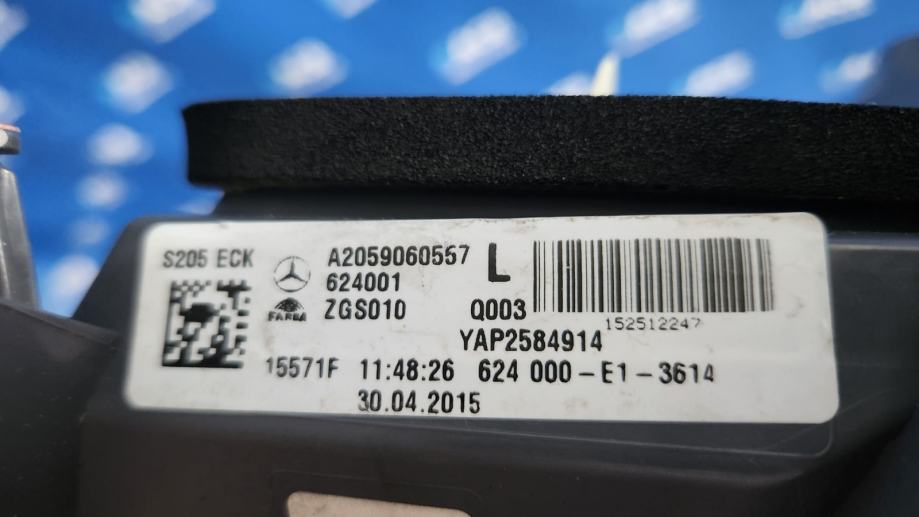 S205 ECK
A2059060557 L
624001
FARBA ZGS010 Q003
152512247
YAP2584914
15571F 11:48:26 624 000-E1-3614
30.04.2015